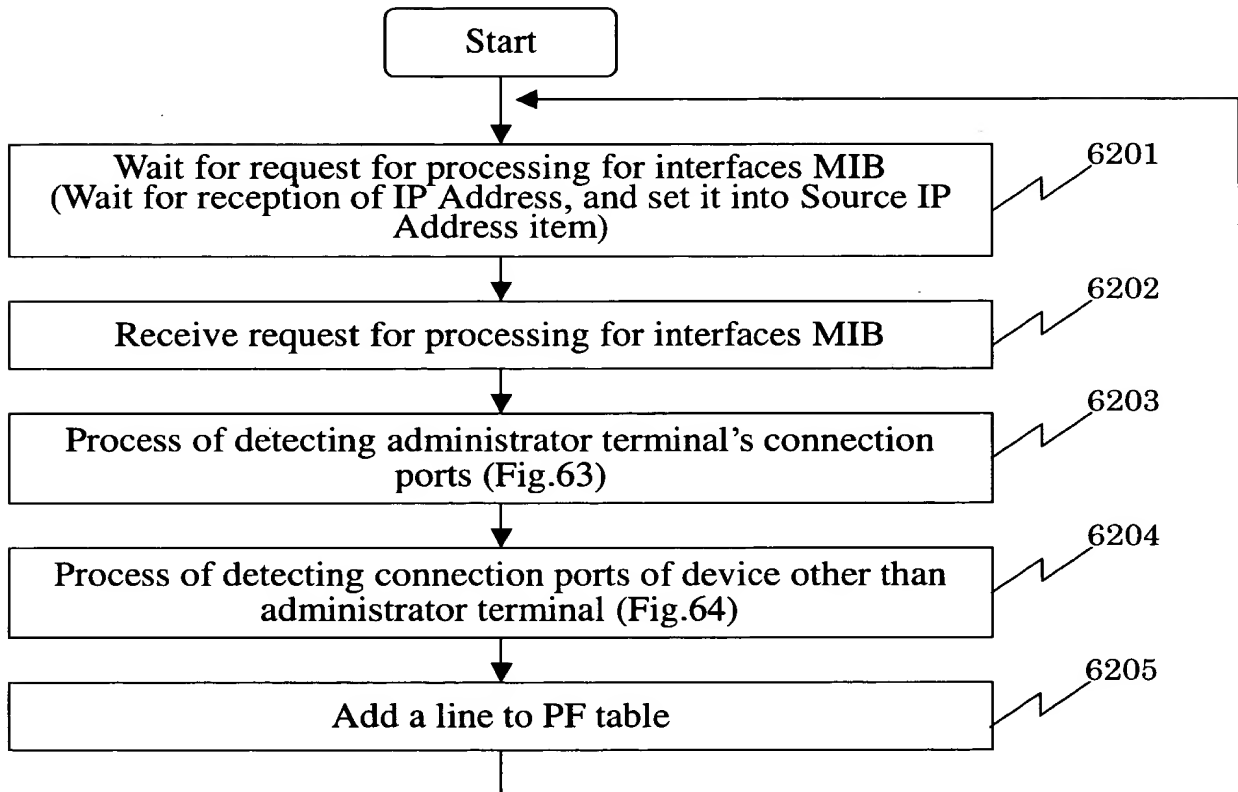 Start
Wait for request for processing for interfaces MIB
(Wait for reception of IP Address, and set it into Source IP
Address item)
6201
Receive request for processing for interfaces MIB
6202
Process of detecting administrator terminal's connection
ports (Fig.63)
6203
Process of detecting connection ports of device other than
administrator terminal (Fig.64)
6204
Add a line to PF table
6205